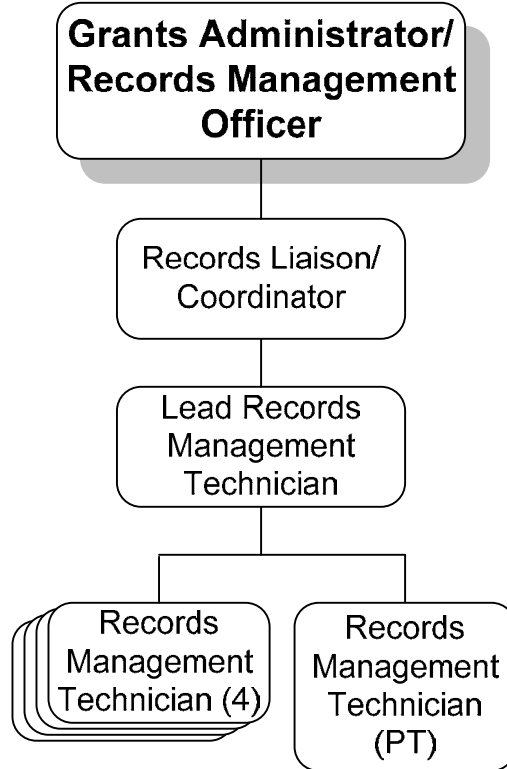 Grants Administrator/
Records Management
Officer
Records Liaison/
Coordinator
Lead Records
Management
Technician
Records
Management
Technician (4)
Records
Management
Technician
(PT)